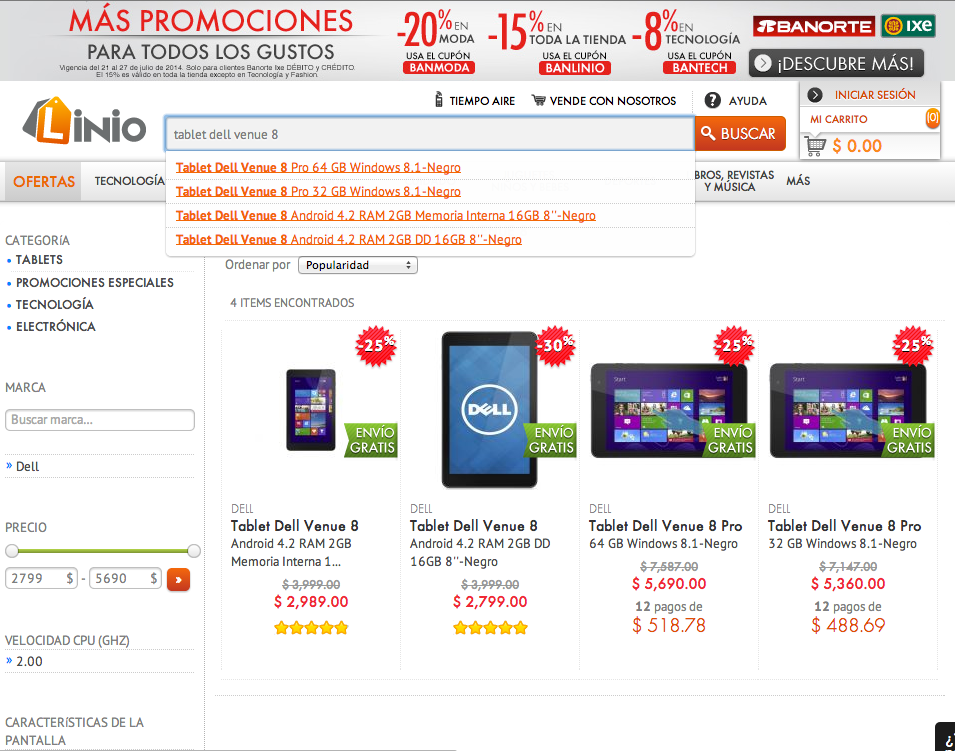 MÁS PROMOCIONES
PARA TODOS LOS GUSTOS
Vigencia del 21 al 27 de julio de 2014. Solo para clientes Banorte Ixe DÉBITO y CRÉDITO.
El 15% es válido en toda la tienda excepto en Tecnología y Fashion.
-20% EN MODA
USA EL CUPÓN
BANMODA
-15% EN TODA LA TIENDA
USA EL CUPÓN
BANLINIO
-8% EN TECNOLOGÍA
USA EL CUPÓN
BANTECH
BANORTE
IXE
¡DESCUBRE MÁS!
Linio
TIEMPO AIRE
VENDE CON NOSOTROS
AYUDA
INICIAR SESIÓN
MI CARRITO
(0)
$ 0.00
tablet dell venue 8
BUSCAR
Tablet Dell Venue 8 Pro 64 GB Windows 8.1-Negro
Tablet Dell Venue 8 Pro 32 GB Windows 8.1-Negro
Tablet Dell Venue 8 Android 4.2 RAM 2GB Memoria Interna 16GB 8''-Negro
Tablet Dell Venue 8 Android 4.2 RAM 2GB DD 16GB 8''-Negro
OFERTAS
TECNOLOGÍA
BROS, REVISTAS
Y MÚSICA
MÁS
CATEGORíA
TABLETS
PROMOCIONES ESPECIALES
TECNOLOGÍA
ELECTRÓNICA
MARCA
Buscar marca...
» Dell
PRECIO
2799 $ - 5690 $ »
VELOCIDAD CPU (GHZ)
» 2.00
CARACTERíSTICAS DE LA
PANTALLA
Ordenar por Popularidad
4 ITEMS ENCONTRADOS
-25%
Start
ENVÍO
GRATIS
DELL
Tablet Dell Venue 8
Android 4.2 RAM 2GB
Memoria Interna 1...
$ 3,999.00
$ 2,989.00
-30%
DELL
ENVÍO
GRATIS
DELL
Tablet Dell Venue 8
Android 4.2 RAM 2GB DD
16GB 8''-Negro
$ 3,999.00
$ 2,799.00
-25%
Start
ENVÍO
GRATIS
DELL
Tablet Dell Venue 8 Pro
64 GB Windows 8.1-Negro
$ 7,587.00
$ 5,690.00
12 pagos de
$ 518.78
-25%
Start
ENVÍO
GRATIS
DELL
Tablet Dell Venue 8 Pro
32 GB Windows 8.1-Negro
$ 7,147.00
$ 5,360.00
12 pagos de
$ 488.69